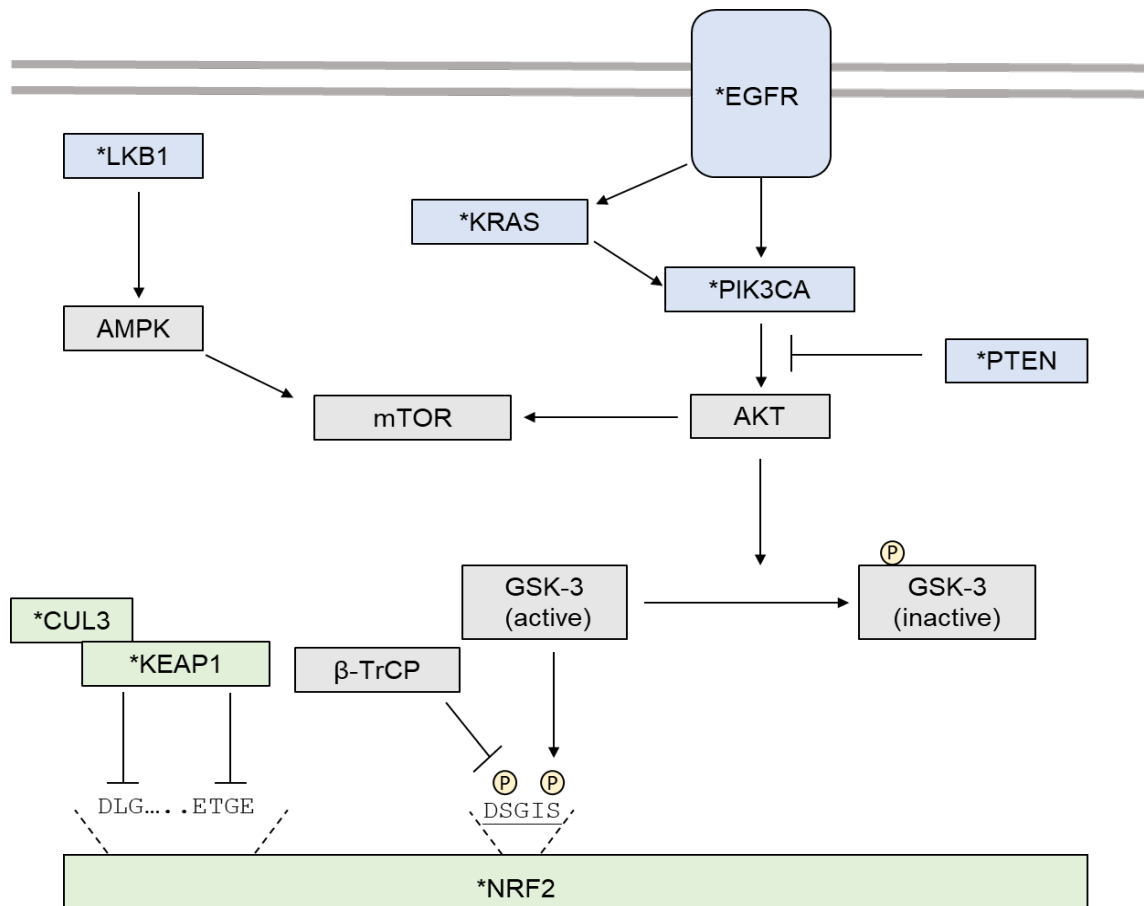 *EGFR
*LKB1
*KRAS
*PIK3CA
AMPK
*PTEN
mTOR
AKT
P
GSK-3
(active)
GSK-3
(inactive)
*CUL3
*KEAP1
β-TrCP
P
P
DLG.....ETGE
DSGIS
*NRF2